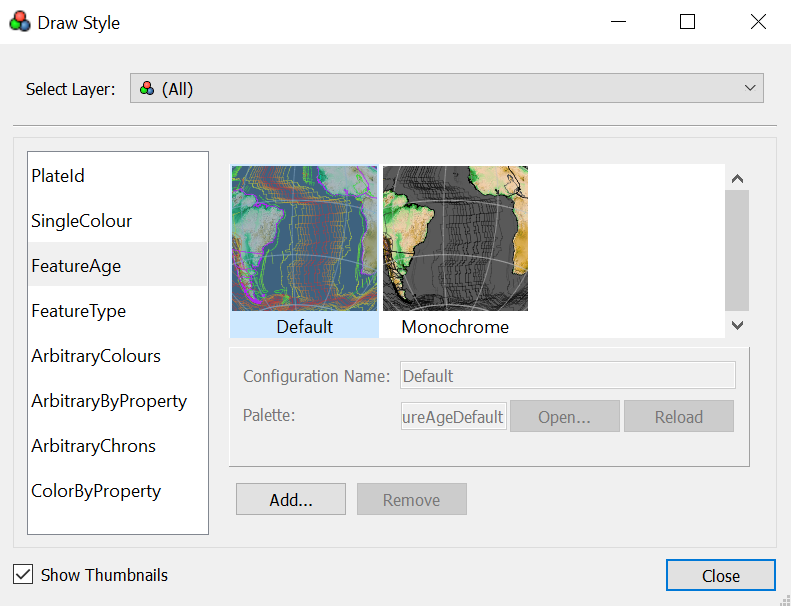 Draw Style
Select Layer: (All)
PlateId
SingleColour
FeatureAge
FeatureType
ArbitraryColours
ArbitraryByProperty
ArbitraryChrons
ColorByProperty
Default Monochrome
Configuration Name: Default
Palette: ureAgeDefault Open... Reload
Add... Remove
Show Thumbnails
Close